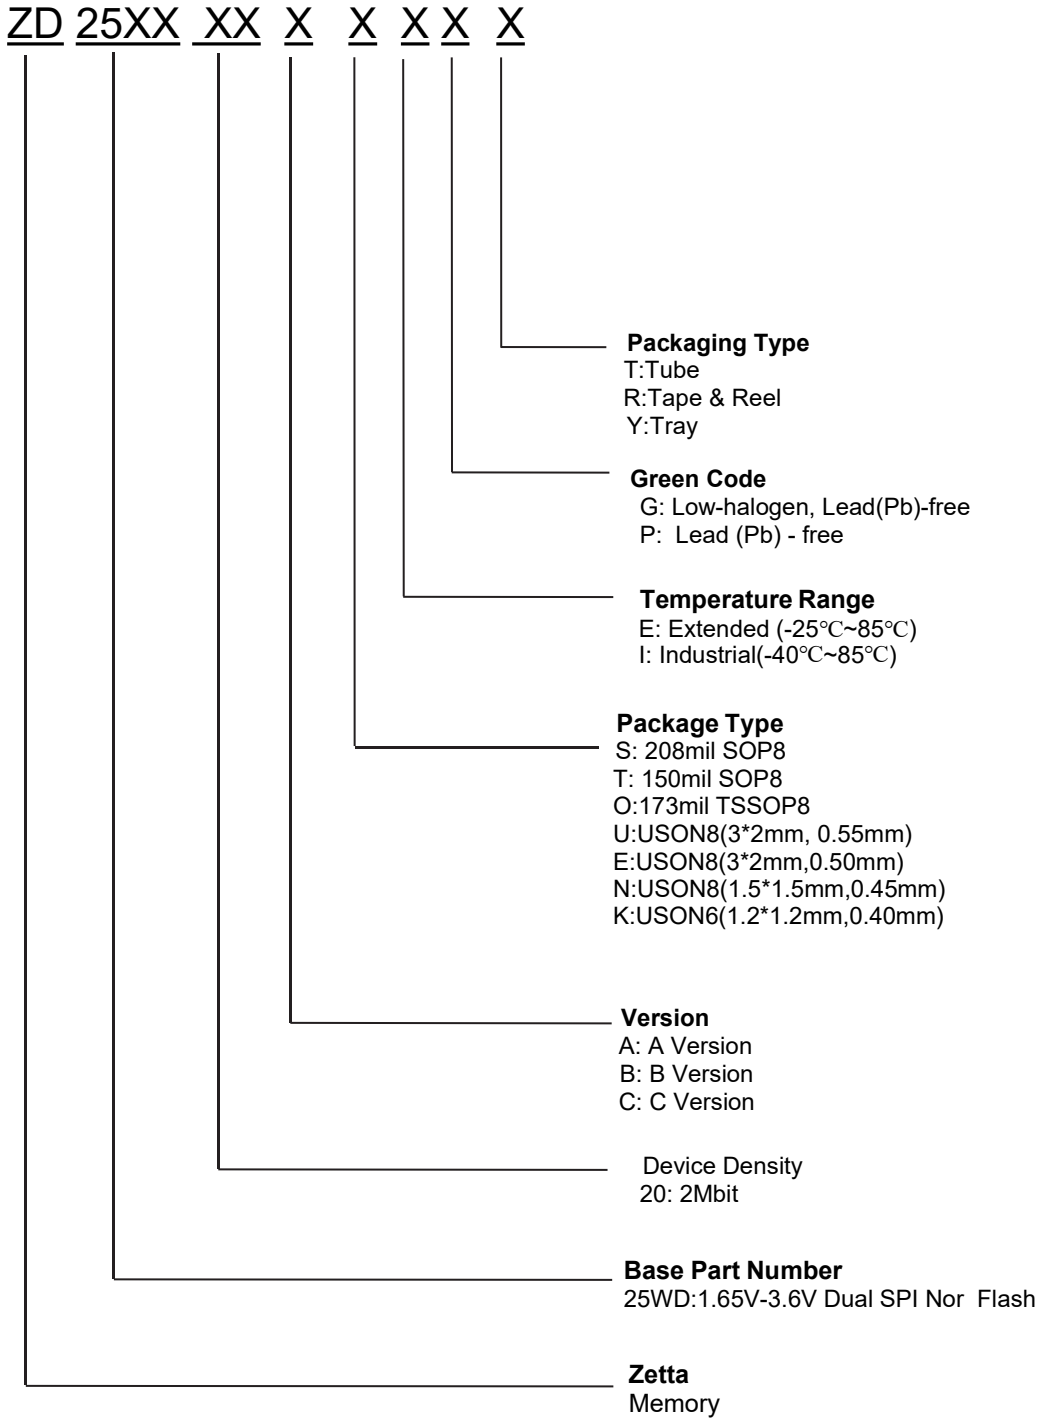 ZD 25XX XX X X X X X
Packaging Type
T:Tube
R:Tape & Reel
Y:Tray
Green Code
G: Low-halogen, Lead(Pb)-free
P: Lead (Pb) - free
Temperature Range
E: Extended (-25℃~85℃)
I: Industrial(-40℃~85℃)
Package Type
S: 208mil SOP8
T: 150mil SOP8
O:173mil TSSOP8
U:USON8(3*2mm, 0.55mm)
E:USON8(3*2mm,0.50mm)
N:USON8(1.5*1.5mm,0.45mm)
K:USON6(1.2*1.2mm,0.40mm)
Version
A: A Version
B: B Version
C: C Version
Device Density
20: 2Mbit
Base Part Number
25WD:1.65V-3.6V Dual SPI Nor Flash
Zetta
Memory